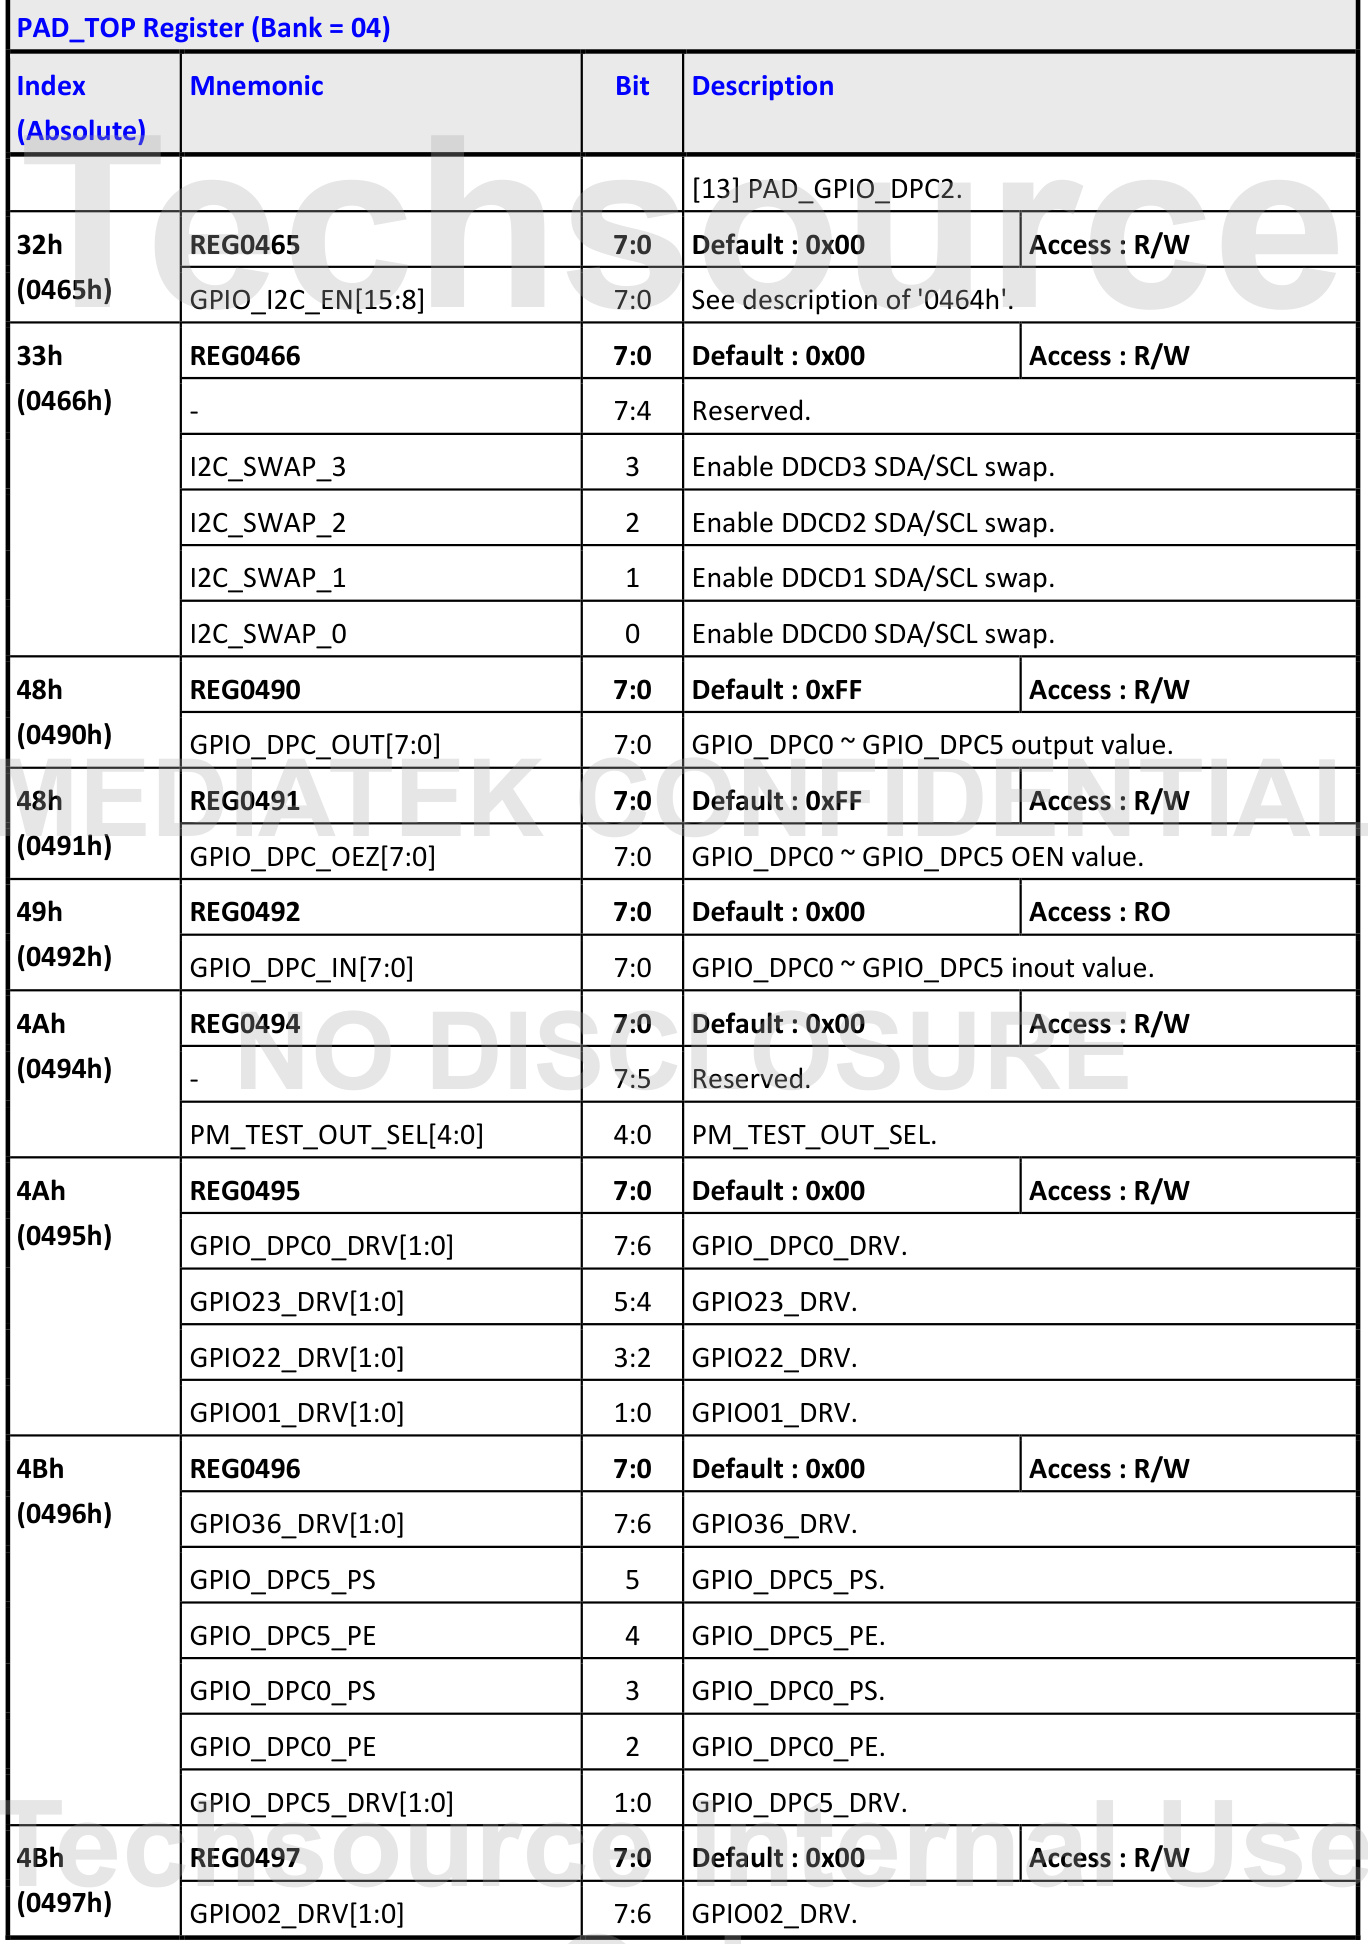 PAD_TOP Register (Bank = 04)
Index (Absolute) Mnemonic Bit Description
[13] PAD_GPIO_DPC2.
32h (0465h) REG0465 7:0 Default : 0x00 Access : R/W
GPIO_I2C_EN[15:8] 7:0 See description of '0464h'.
33h (0466h) REG0466 7:0 Default : 0x00 Access : R/W
- 7:4 Reserved.
I2C_SWAP_3 3 Enable DDCD3 SDA/SCL swap.
I2C_SWAP_2 2 Enable DDCD2 SDA/SCL swap.
I2C_SWAP_1 1 Enable DDCD1 SDA/SCL swap.
I2C_SWAP_0 0 Enable DDCD0 SDA/SCL swap.
48h (0490h) REG0490 7:0 Default : 0xFF Access : R/W
GPIO_DPC_OUT[7:0] 7:0 GPIO_DPC0 ~ GPIO_DPC5 output value.
48h (0491h) REG0491 7:0 Default : 0xFF Access : R/W
GPIO_DPC_OEZ[7:0] 7:0 GPIO_DPC0 ~ GPIO_DPC5 OEN value.
49h (0492h) REG0492 7:0 Default : 0x00 Access : RO
GPIO_DPC_IN[7:0] 7:0 GPIO_DPC0 ~ GPIO_DPC5 inout value.
4Ah (0494h) REG0494 7:0 Default : 0x00 Access : R/W
- 7:5 Reserved.
PM_TEST_OUT_SEL[4:0] 4:0 PM_TEST_OUT_SEL.
4Ah (0495h) REG0495 7:0 Default : 0x00 Access : R/W
GPIO_DPC0_DRV[1:0] 7:6 GPIO_DPC0_DRV.
GPIO23_DRV[1:0] 5:4 GPIO23_DRV.
GPIO22_DRV[1:0] 3:2 GPIO22_DRV.
GPIO01_DRV[1:0] 1:0 GPIO01_DRV.
4Bh (0496h) REG0496 7:0 Default : 0x00 Access : R/W
GPIO36_DRV[1:0] 7:6 GPIO36_DRV.
GPIO_DPC5_PS 5 GPIO_DPC5_PS.
GPIO_DPC5_PE 4 GPIO_DPC5_PE.
GPIO_DPC0_PS 3 GPIO_DPC0_PS.
GPIO_DPC0_PE 2 GPIO_DPC0_PE.
GPIO_DPC5_DRV[1:0] 1:0 GPIO_DPC5_DRV.
4Bh (0497h) REG0497 7:0 Default : 0x00 Access : R/W
GPIO02_DRV[1:0] 7:6 GPIO02_DRV.
Techsource
MEDIATEK CONFIDENTIAL
NO DISCLOSURE
Techsource Internal Use